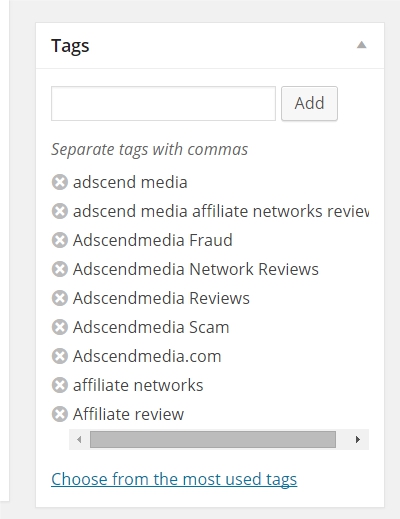 Tags
Add
Separate tags with commas
adscend media
adscend media affiliate networks review
Adscendmedia Fraud
Adscendmedia Network Reviews
Adscendmedia Reviews
Adscendmedia Scam
Adscendmedia.com
affiliate networks
Affiliate review
Choose from the most used tags